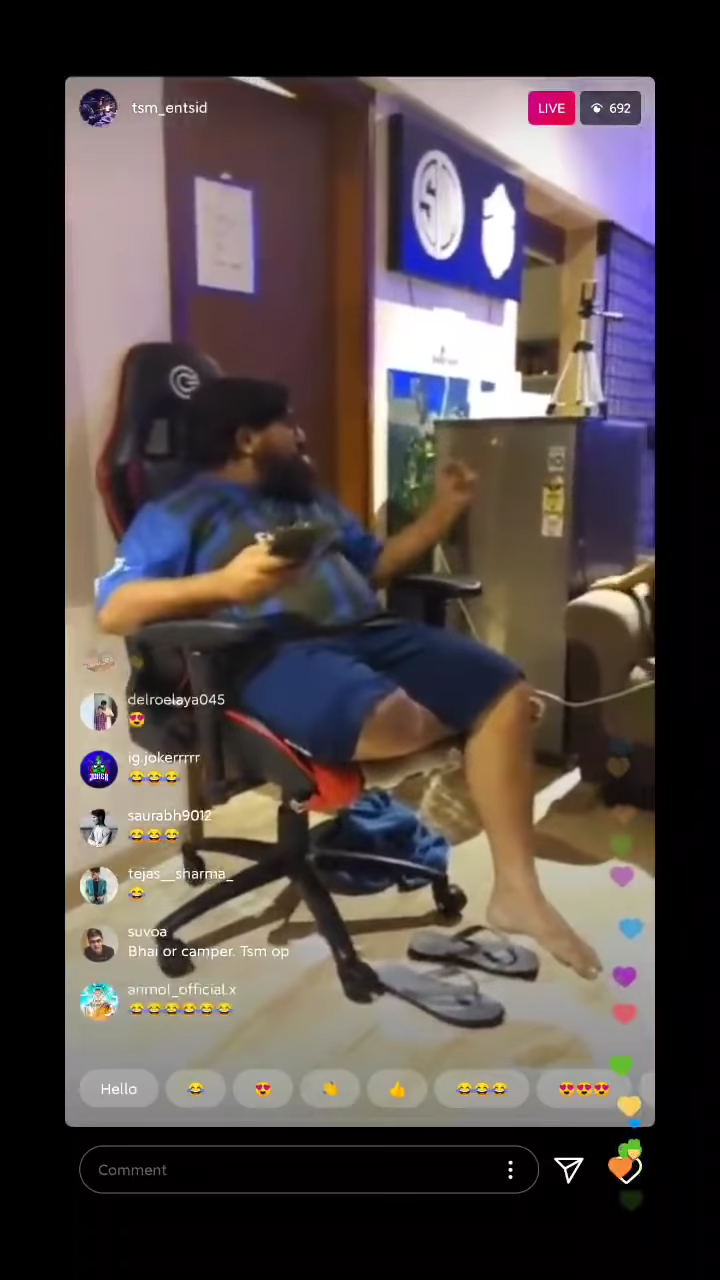 tsm_entsid
LIVE
692
delroelaya045
😍
ig.jokerrrrr
😂😂😂
saurabh9012
😂😂😂
tejas__sharma_
😂
suvoa
Bhai or camper. Tsm op
anmol_official.x
😂😂😂😂😂😂
Hello 😂 😍 👏 👍 😂😂😂 😍😍😍
Comment